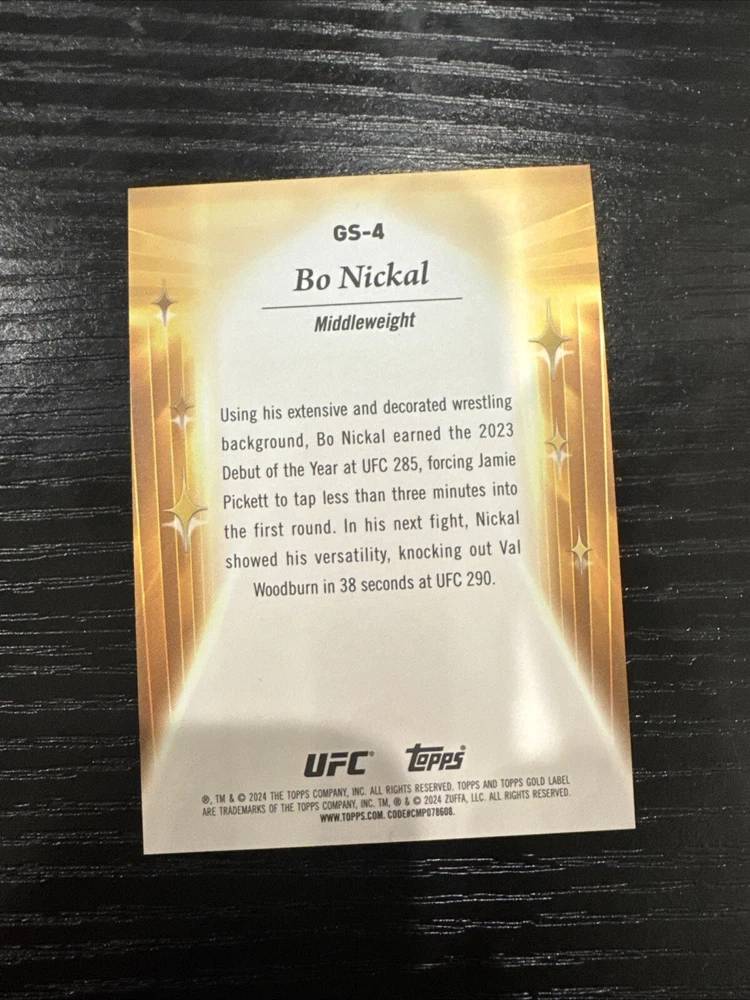 GS-4
Bo Nickal
Middleweight
Using his extensive and decorated wrestling
background, Bo Nickal earned the 2023
Debut of the Year at UFC 285, forcing Jamie
Pickett to tap less than three minutes into
the first round. In his next fight, Nickal
showed his versatility, knocking out Val
Woodburn in 38 seconds at UFC 290.
UFC® Topps®
®, TM & © 2024 THE TOPPS COMPANY, INC. ALL RIGHTS RESERVED. TOPPS AND TOPPS GOLD LABEL
ARE TRADEMARKS OF THE TOPPS COMPANY, INC. TM, ® & © 2024 ZUFFA, LLC. ALL RIGHTS RESERVED.
WWW.TOPPS.COM. CODE#CMP078608.